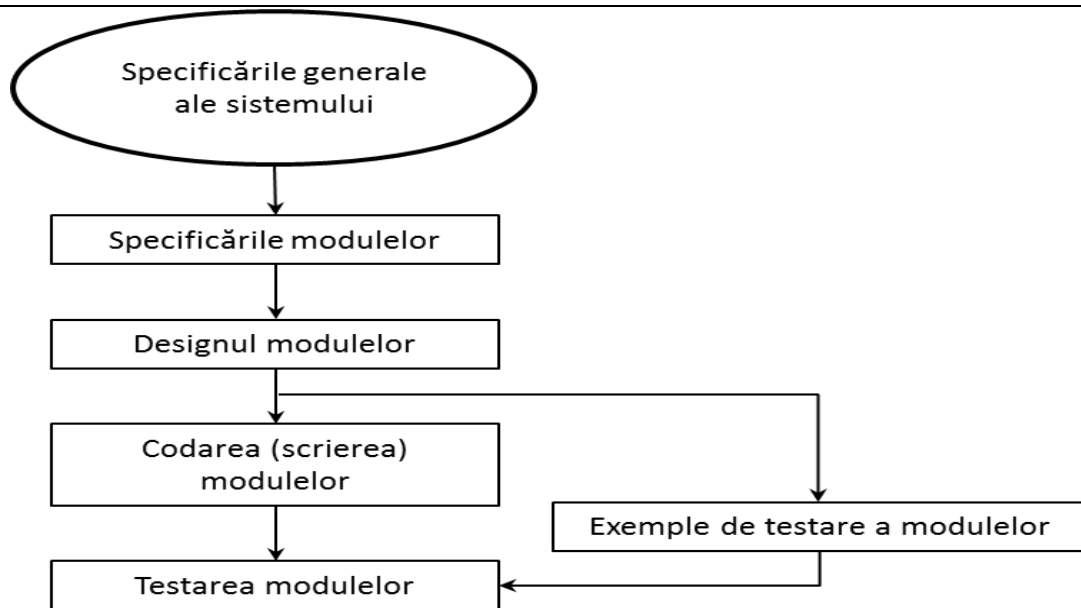 Specificările generale
ale sistemului
Specificările modulelor
Designul modulelor
Codarea (scrierea)
modulelor
Exemple de testare a modulelor
Testarea modulelor